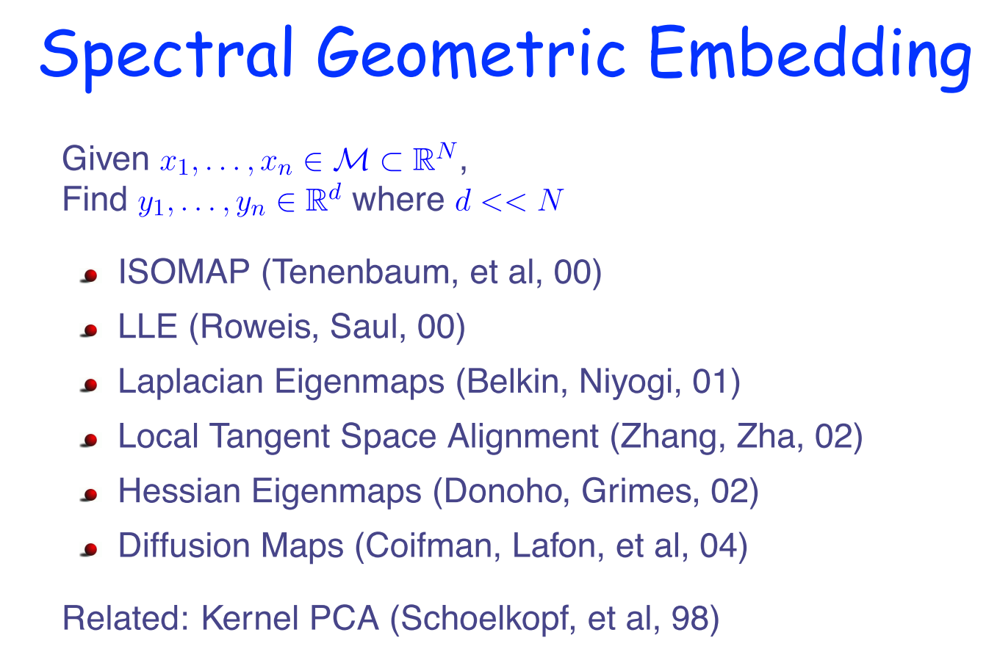 Spectral Geometric Embedding
Given $x_1, \ldots, x_n \in \mathcal{M} \subset \mathbb{R}^N$,
Find $y_1, \ldots, y_n \in \mathbb{R}^d$ where $d << N$
ISOMAP (Tenenbaum, et al, 00)
LLE (Roweis, Saul, 00)
Laplacian Eigenmaps (Belkin, Niyogi, 01)
Local Tangent Space Alignment (Zhang, Zha, 02)
Hessian Eigenmaps (Donoho, Grimes, 02)
Diffusion Maps (Coifman, Lafon, et al, 04)
Related: Kernel PCA (Schoelkopf, et al, 98)